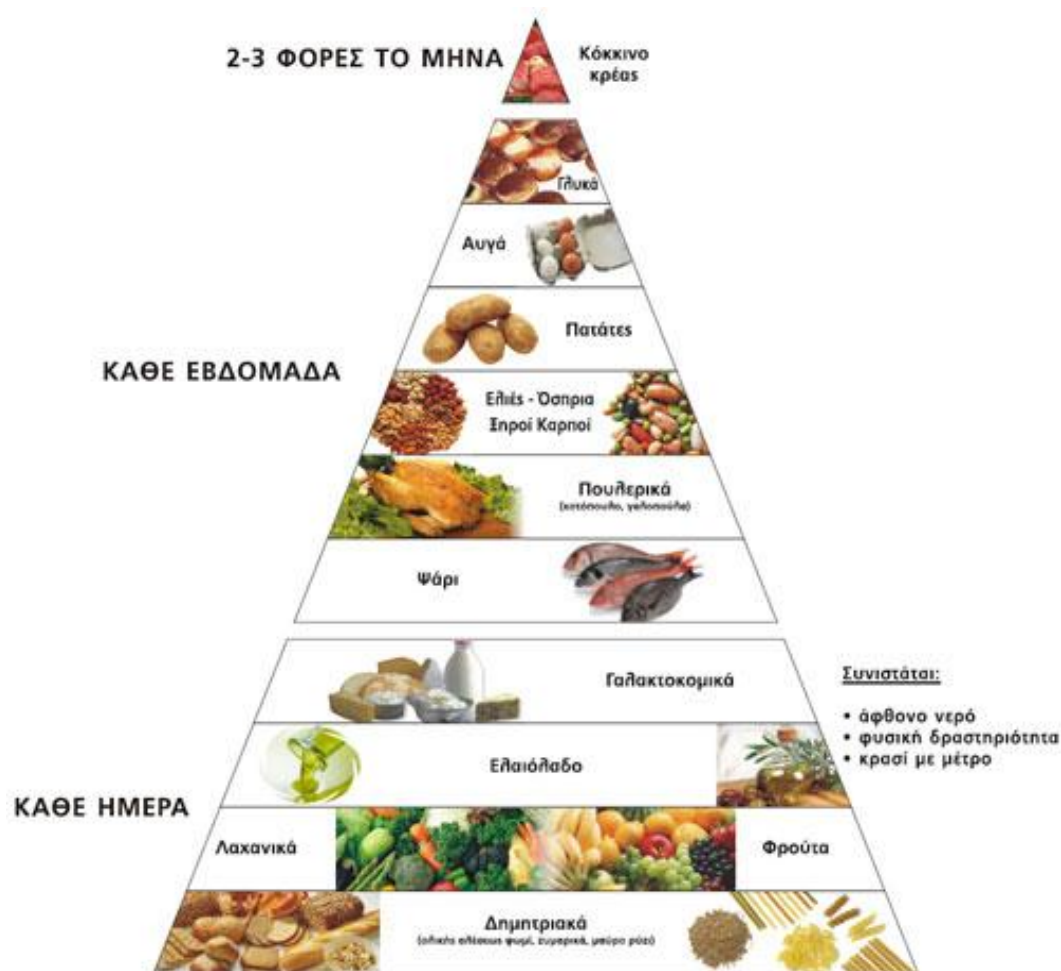 2-3 ΦΟΡΕΣ ΤΟ ΜΗΝΑ
Κόκκινο
κρέας
Γλυκά
Αυγά
Πατάτες
ΚΑΘΕ ΕΒΔΟΜΑΔΑ
Ελιές - Όσπρια
Ξηροί Καρποί
Πουλερικά
(κοτόπουλο, γαλοπούλα)
Ψάρι
Γαλακτοκομικά
Συνιστάται:
• άφθονο νερό
• φυσική δραστηριότητα
• κρασί με μέτρο
Ελαιόλαδο
ΚΑΘΕ ΗΜΕΡΑ
Λαχανικά
Φρούτα
Δημητριακά
(ολικής αλέσεως ψωμί, ζυμαρικά, μαύρο ρύζι)